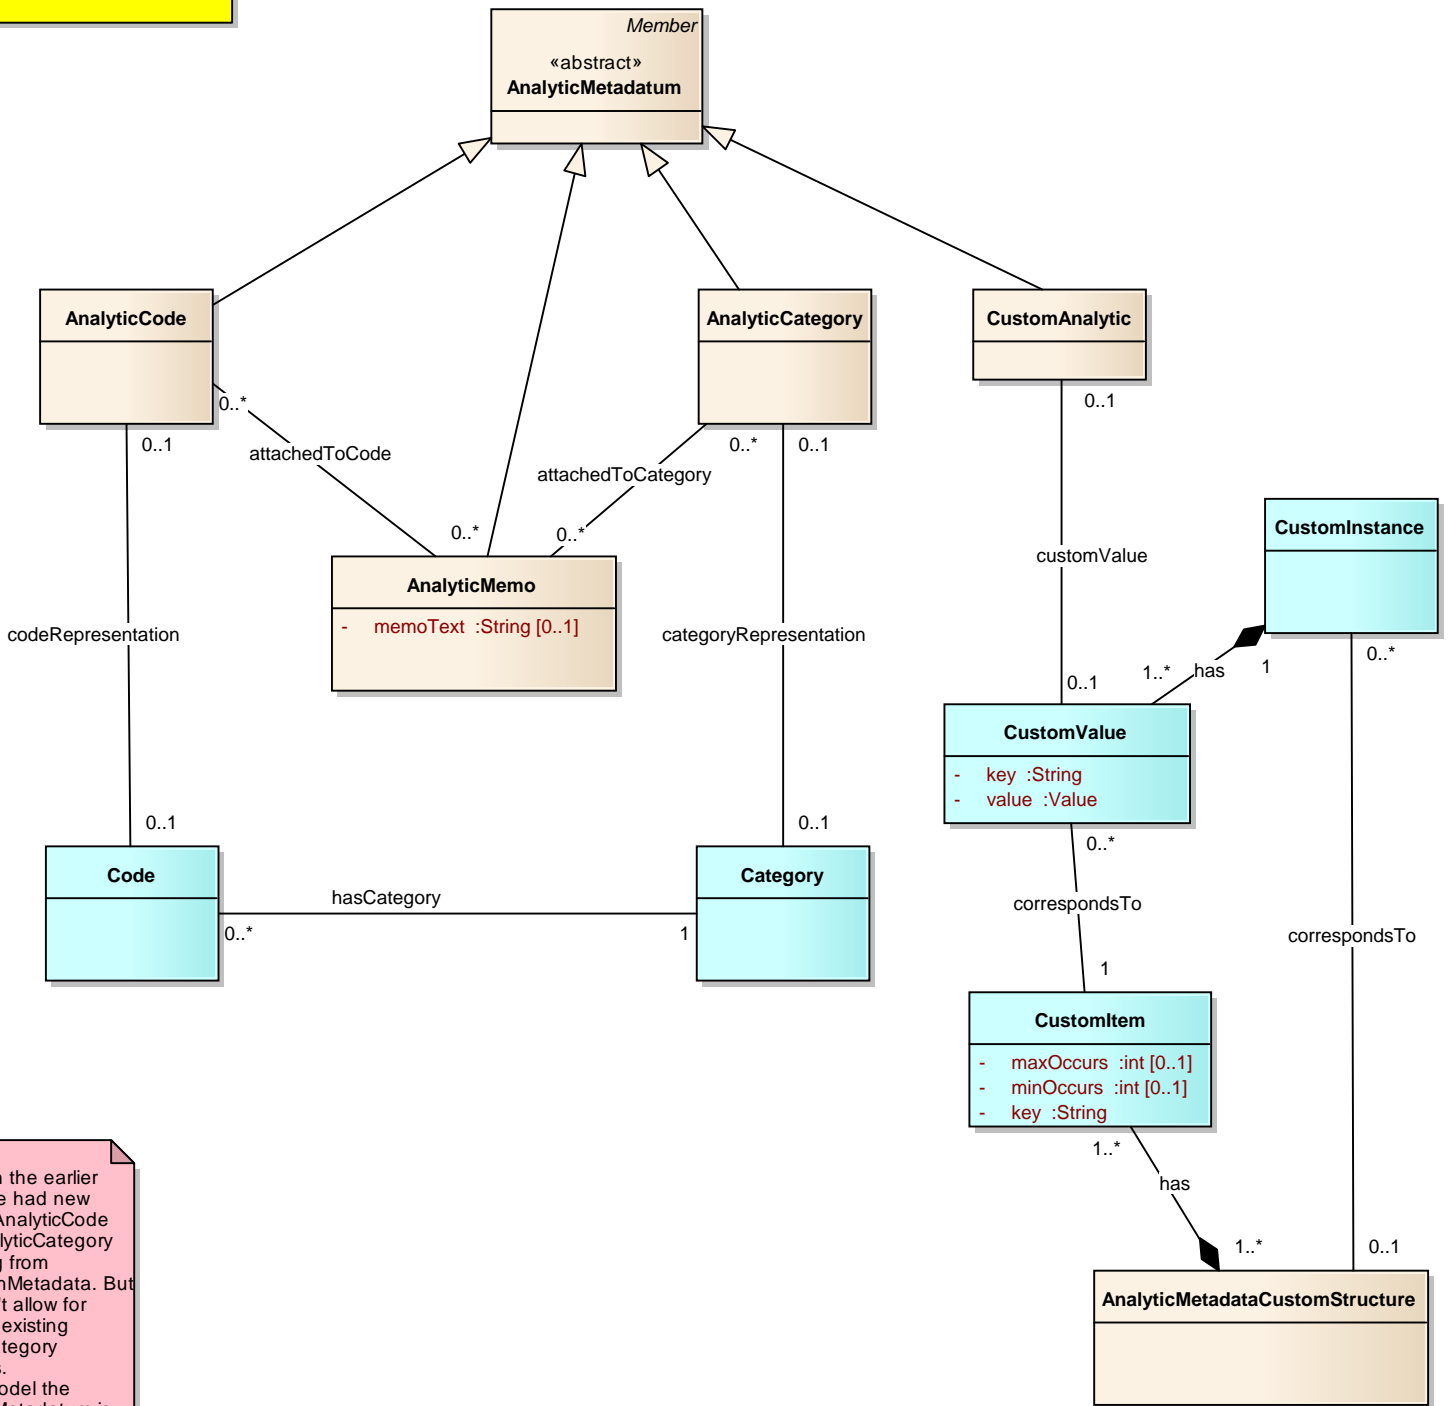 Member
«abstract»
AnalyticMetadatum
AnalyticCode
AnalyticCategory
CustomAnalytic
0..*
0..1
attachedToCode
0..*
0..1
attachedToCategory
0..1
0..*
0..*
AnalyticMemo
- memoText :String [0..1]
codeRepresentation
categoryRepresentation
customValue
CustomInstance
0..1
1..*
has
1
0..*
CustomValue
- key :String
- value :Value
0..1
0..1
0..*
Code
hasCategory
Category
0..*
1
correspondsTo
correspondsTo
1
CustomItem
- maxOccurs :int [0..1]
- minOccurs :int [0..1]
- key :String
1..*
has
1..*
0..1
AnalyticMetadataCustomStructure
the earlier
had new
AnalyticCode
lyticCategory
from
nMetadata. But
't allow for
existing
tegory
odel the